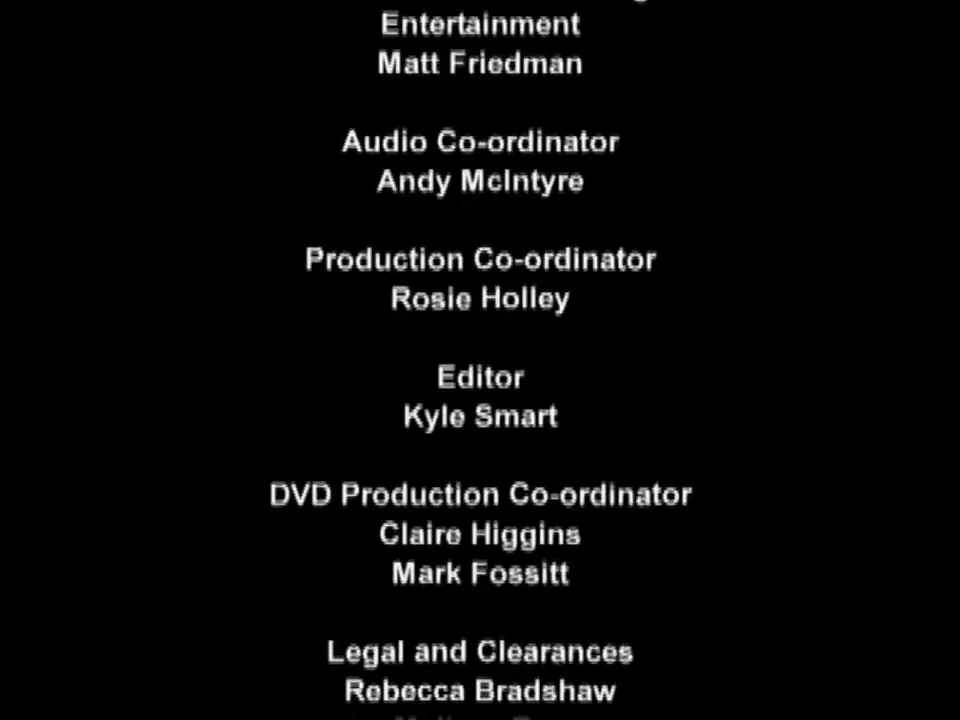 Entertainment
Matt Friedman
Audio Co-ordinator
Andy McIntyre
Production Co-ordinator
Rosie Holley
Editor
Kyle Smart
DVD Production Co-ordinator
Claire Higgins
Mark Fossitt
Legal and Clearances
Rebecca Bradshaw